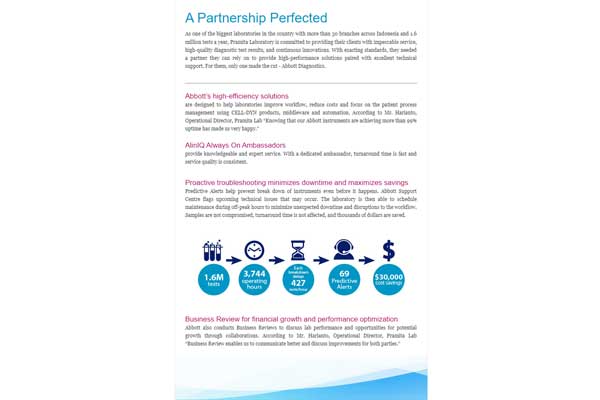 A Partnership Perfected
As one of the biggest laboratories in the country with more than 30 branches across Indonesia and 1.6
million tests a year, Pramita Laboratory is committed to providing their clients with impeccable service,
high-quality diagnostic test results, and continuous innovations. With exacting standards, they needed
a partner they can rely on to provide high-performance solutions paired with excellent technical
support. For them, only one made the cut - Abbott Diagnostics.
Abbott's high-efficiency solutions
are designed to help laboratories improve workflow, reduce costs and focus on the patient process
management using CELL-DYN products, middleware and automation. According to Mr. Harianto,
Operational Director, Pramita Lab "Knowing that our Abbott instruments are achieving more than 99%
uptime has made us very happy."
AlinIQ Always On Ambassadors
provide knowledgeable and expert service. With a dedicated ambassador, turnaround time is fast and
service quality is consistent.
Proactive troubleshooting minimizes downtime and maximizes savings
Predictive Alerts help prevent break down of instruments even before it happens. Abbott Support
Centre flags upcoming technical issues that may occur. The laboratory is then able to schedule
maintenance during off-peak hours to minimize unexpected downtime and disruptions to the workflow.
Samples are not compromised, turnaround time is not affected, and thousands of dollars are saved.
1.6M
tests
3,744
operating
hours
Each
breakdown
delays
427
tests/hour
69
Predictive
Alerts
$
$30,000
cost savings
Business Review for financial growth and performance optimization
Abbott also conducts Business Reviews to discuss lab performance and opportunities for potential
growth through collaborations. According to Mr. Harianto, Operational Director, Pramita Lab
"Business Review enables us to communicate better and discuss improvements for both parties."